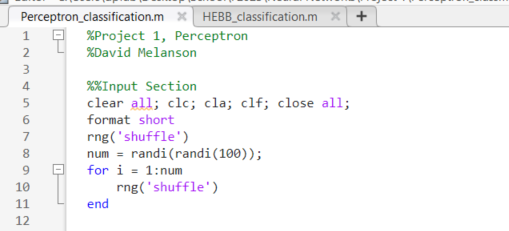 Perceptron_classification.m × HEBB_classification.m × +
1 %Project 1, Perceptron
2 %David Melanson
3
4 %%Input Section
5 clear all; clc; cla; clf; close all;
6 format short
7 rng('shuffle')
8 num = randi(randi(100));
9 for i = 1:num
10 rng('shuffle')
11 end
12